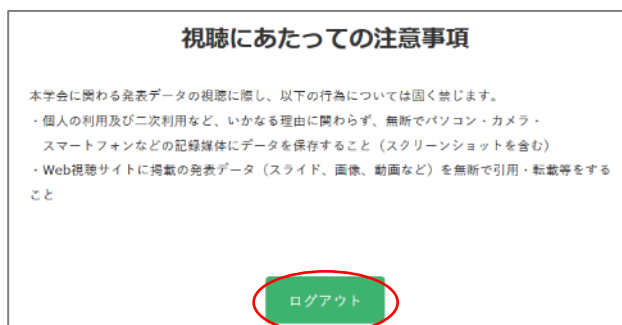 視聴にあたっての注意事項
本学会に関わる発表データの視聴に際し、以下の行為については固く禁じます。
・個人の利用及び二次利用など、いかなる理由に関わらず、無断でパソコン・カメラ・
スマートフォンなどの記録媒体にデータを保存すること（スクリーンショットを含む）
・Web視聴サイトに掲載の発表データ（スライド、画像、動画など）を無断で引用・転載等をする
こと
ログアウト